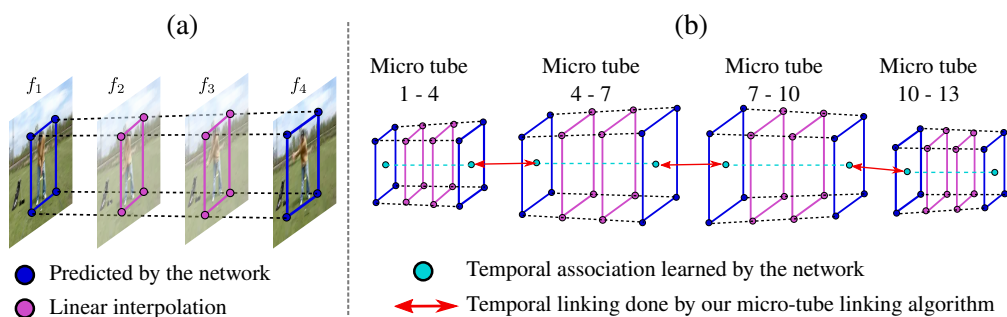 (a)
f1 f2 f3 f4
Predicted by the network
Linear interpolation
(b)
Micro tube
1 - 4
Micro tube
4 - 7
Micro tube
7 - 10
Micro tube
10 - 13
Temporal association learned by the network
Temporal linking done by our micro-tube linking algorithm